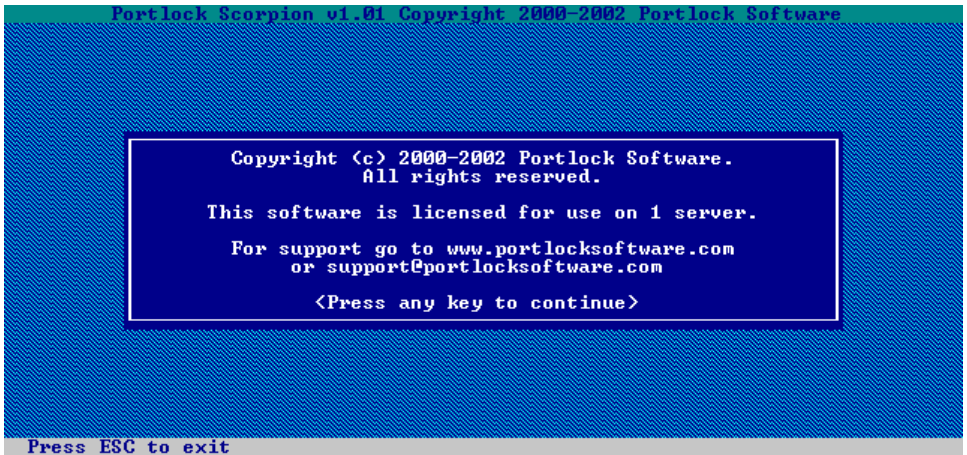 Portlock Scorpion v1.01 Copyright 2000-2002 Portlock Software
Copyright (c) 2000-2002 Portlock Software.
All rights reserved.
This software is licensed for use on 1 server.
For support go to www.portlocksoftware.com
or support@portlocksoftware.com
<Press any key to continue>
Press ESC to exit